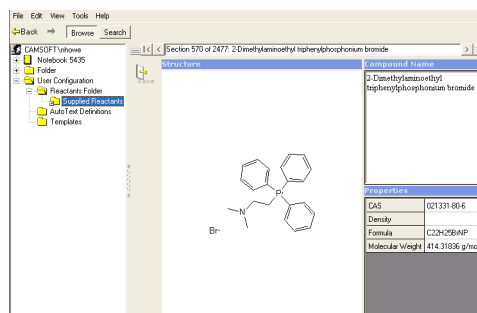 File Edit View Tools Help
Back Browse Search
CAMSOFT\nhowe
Notebook 5435
Folder
User Configuration
Reactants Folder
Supplied Reactants
AutoText Definitions
Templates
Section 570 of 2477: 2-Dimethylaminoethyl triphenylphosphonium bromide
Save
Structure
P+
N
Br-
Compound Name
2-Dimethylaminoethyl
triphenylphosphonium bromide
Properties
CAS 021331-80-6
Density
Formula C22H25BrNP
Molecular Weight 414.31836 g/mo